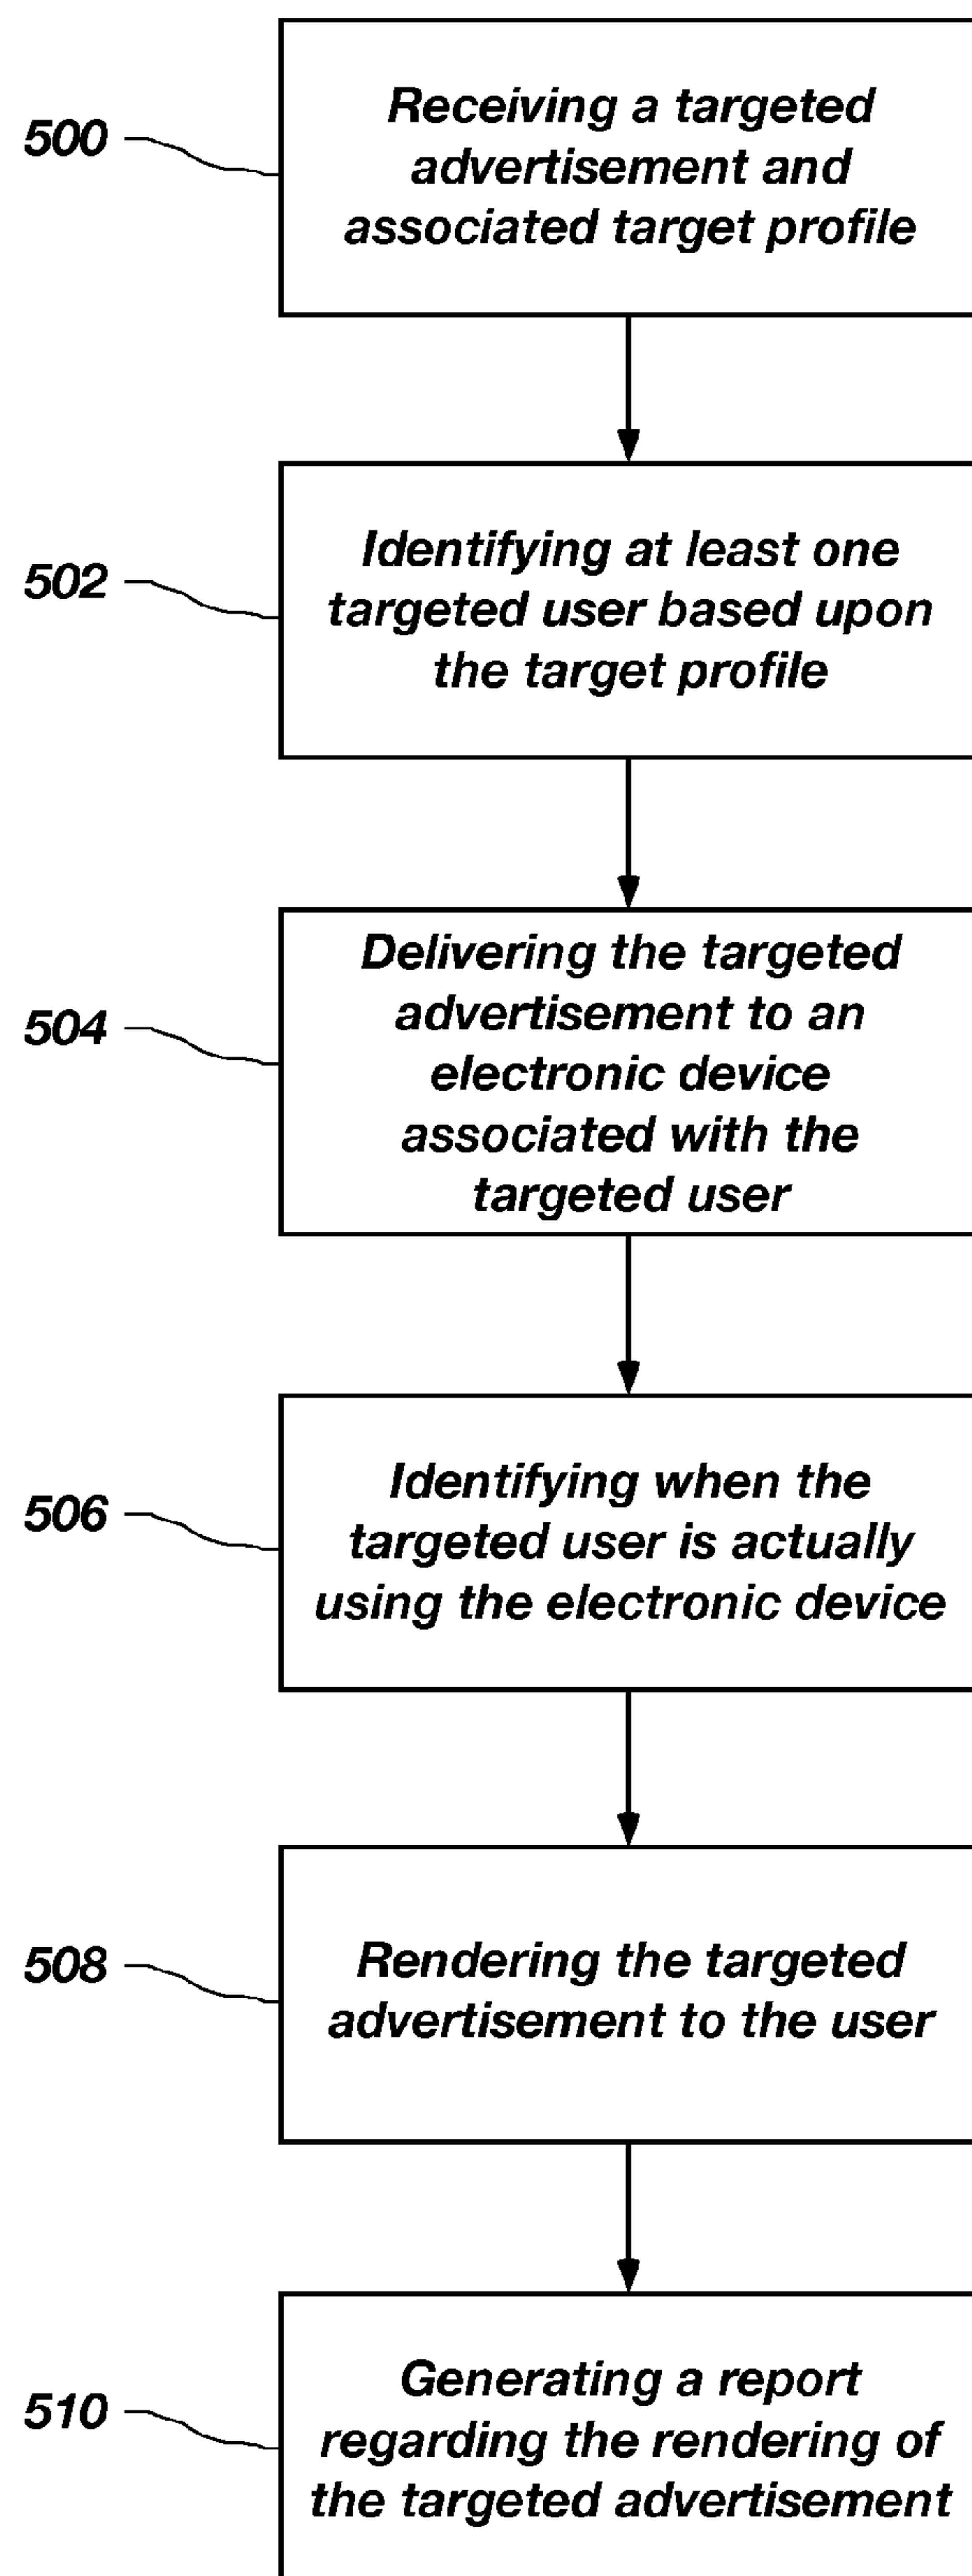 500
Receiving a targeted
advertisement and
associated target profile
502
Identifying at least one
targeted user based upon
the target profile
504
Delivering the targeted
advertisement to an
electronic device
associated with the
targeted user
506
Identifying when the
targeted user is actually
using the electronic device
508
Rendering the targeted
advertisement to the user
510
Generating a report
regarding the rendering of
the targeted advertisement